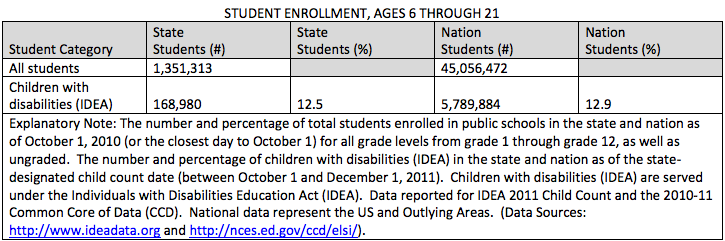 STUDENT ENROLLMENT, AGES 6 THROUGH 21
Student Category State Students (#) State Students (%) Nation Students (#) Nation Students (%)
All students 1,351,313 45,056,472
Children with disabilities (IDEA) 168,980 12.5 5,789,884 12.9
Explanatory Note: The number and percentage of total students enrolled in public schools in the state and nation as
of October 1, 2010 (or the closest day to October 1) for all grade levels from grade 1 through grade 12, as well as
ungraded.  The number and percentage of children with disabilities (IDEA) in the state and nation as of the state-
designated child count date (between October 1 and December 1, 2011).  Children with disabilities (IDEA) are served
under the Individuals with Disabilities Education Act (IDEA).  Data reported for IDEA 2011 Child Count and the 2010-11
Common Core of Data (CCD).  National data represent the US and Outlying Areas.  (Data Sources:
http://www.ideadata.org and http://nces.ed.gov/ccd/elsi/).